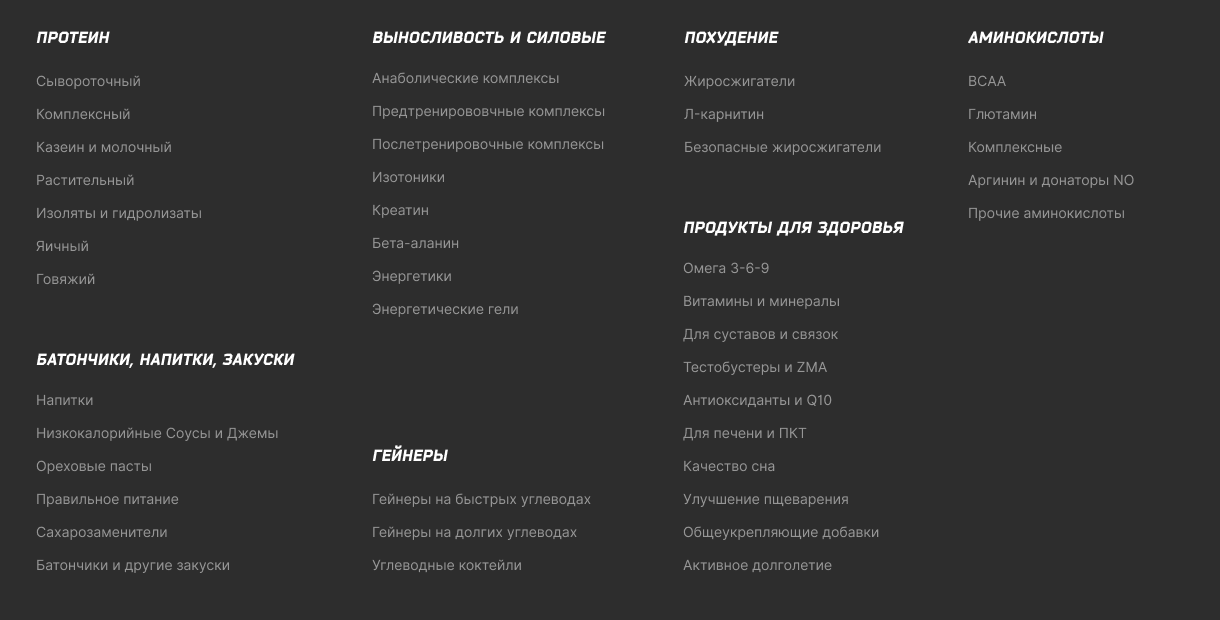 ПРОТЕИН
Сывороточный
Комплексный
Казеин и молочный
Растительный
Изоляты и гидролизаты
Яичный
Говяжий
БАТОНЧИКИ, НАПИТКИ, ЗАКУСКИ
Напитки
Низкокалорийные Соусы и Джемы
Ореховые пасты
Правильное питание
Сахарозаменители
Батончики и другие закуски
ВЫНОСЛИВОСТЬ И СИЛОВЫЕ
Анаболические комплексы
Предтренирововчные комплексы
Послетренировочные комплексы
Изотоники
Креатин
Бета-аланин
Энергетики
Энергетические гели
ГЕЙНЕРЫ
Гейнеры на быстрых углеводах
Гейнеры на долгих углеводах
Углеводные коктейли
ПОХУДЕНИЕ
Жиросжигатели
Л-карнитин
Безопасные жиросжигатели
ПРОДУКТЫ ДЛЯ ЗДОРОВЬЯ
Омега 3-6-9
Витамины и минералы
Для суставов и связок
Тестобустеры и ZMA
Антиоксиданты и Q10
Для печени и ПКТ
Качество сна
Улучшение пщеварения
Общеукрепляющие добавки
Активное долголетие
АМИНОКИСЛОТЫ
BCAA
Глютамин
Комплексные
Аргинин и донаторы NO
Прочие аминокислоты